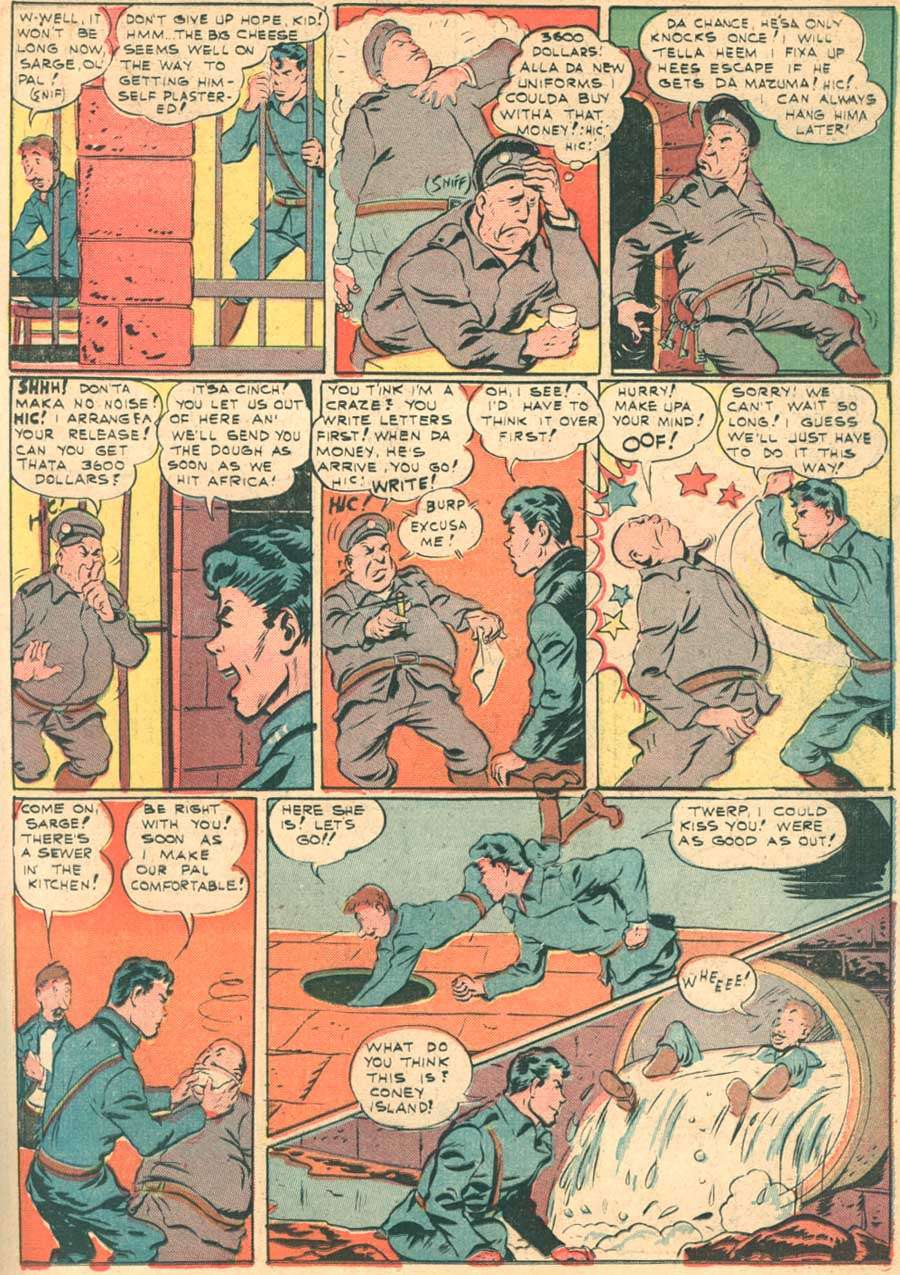 W-WELL, IT
WON'T BE
LONG NOW,
SARGE, OL'
PAL!
(SNIF)
DON'T GIVE UP HOPE, KID!
HMM...THE BIG CHEESE
SEEMS WELL ON
THE WAY TO
GETTING HIM-
SELF PLASTER-
ED!
3600
DOLLARS!
ALLA DA NEW
UNIFORMS I
COULDA BUY
WITHA THAT
MONEY! :HIC:
HIC!
(SNIFF)
DA CHANCE, HE'SA ONLY
KNOCKS ONCE! I WILL
TELLA HEEM I FIXA UP
HEES ESCAPE IF HE
GETS DA MAZUMA! HIC!
I CAN ALWAYS
HANG HIMA
LATER!
SHHH! DONTA
MAKA NO NOISE!
HIC! I ARRANGE FA
YOUR RELEASE!
CAN YOU GET
THATA 3600
DOLLARS?
HIC!
IT'SA CINCH!
YOU LET US OUT
OF HERE AN'
WE'LL SEND YOU
THE DOUGH AS
SOON AS WE
HIT AFRICA!
YOU T'INK I'M A
CRAZE? YOU
WRITE LETTERS
FIRST! WHEN DA
MONEY, HE'S
ARRIVE, YOU GO!
HIC! WRITE!
HIC!
BURP
EXCUSA
ME!
OH, I SEE!
I'D HAVE TO
THINK IT OVER
FIRST!
HURRY!
MAKE UPA
YOUR MIND!
OOF!
SORRY! WE
CAN'T WAIT SO
LONG! I GUESS
WE'LL JUST HAVE
TO DO IT THIS
WAY!
COME ON,
SARGE!
THERE'S
A SEWER
IN THE
KITCHEN!
BE RIGHT
WITH YOU!
SOON AS
I MAKE
OUR PAL
COMFORTABLE!
HERE SHE
IS! LET'S
GO!!
TWERP, I COULD
KISS YOU! WERE
AS GOOD AS OUT!
WHEEEEE!
WHAT DO
YOU THINK
THIS IS?
CONEY
ISLAND!